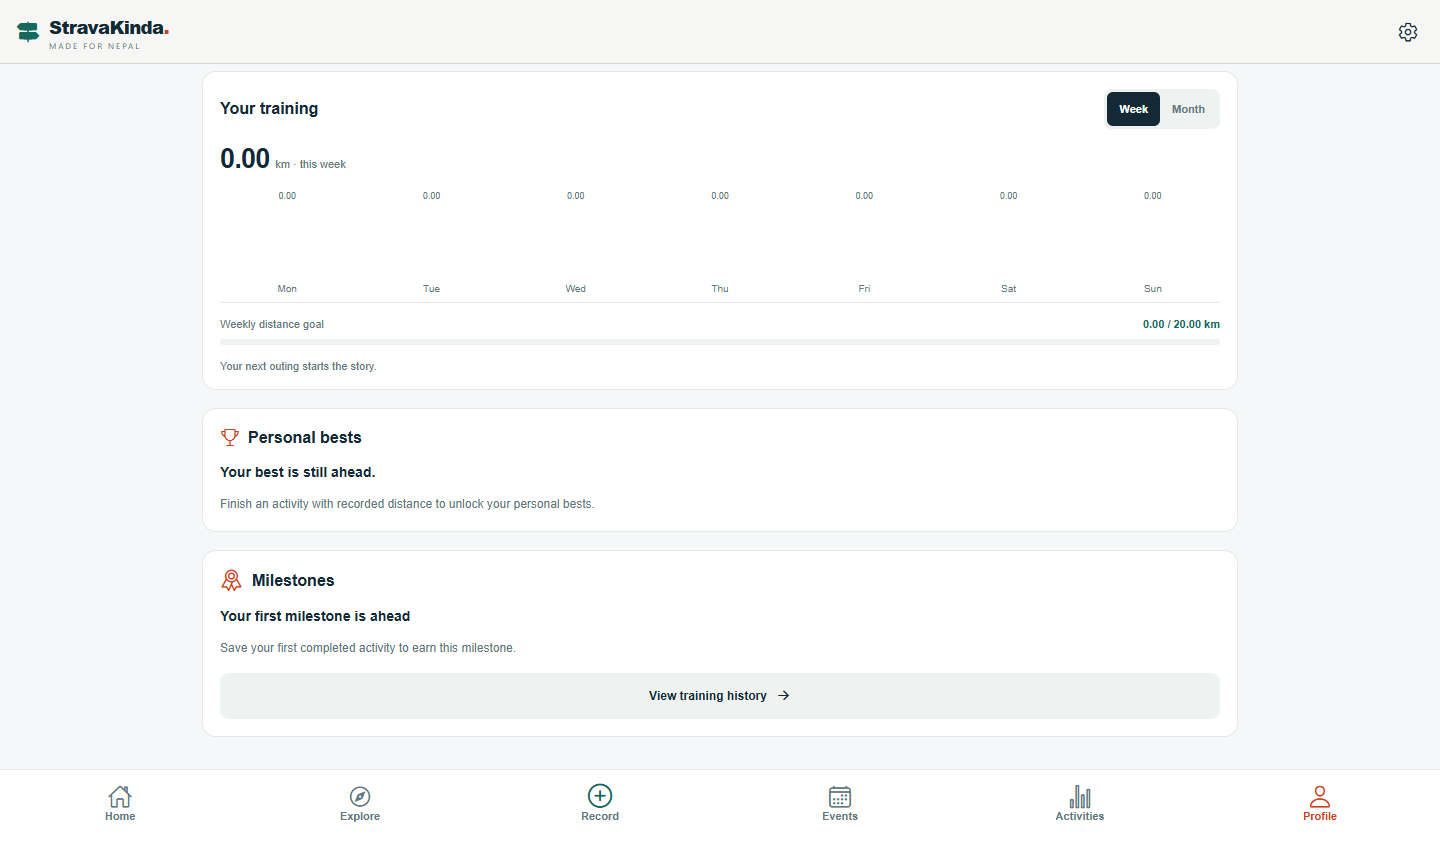 StravaKinda.
MADE FOR NEPAL
Your training
Week Month
0.00 km · this week
0.00 0.00 0.00 0.00 0.00 0.00 0.00
Mon Tue Wed Thu Fri Sat Sun
Weekly distance goal 0.00 / 20.00 km
Your next outing starts the story.
Personal bests
Your best is still ahead.
Finish an activity with recorded distance to unlock your personal bests.
Milestones
Your first milestone is ahead
Save your first completed activity to earn this milestone.
View training history →
Home Explore Record Events Activities Profile